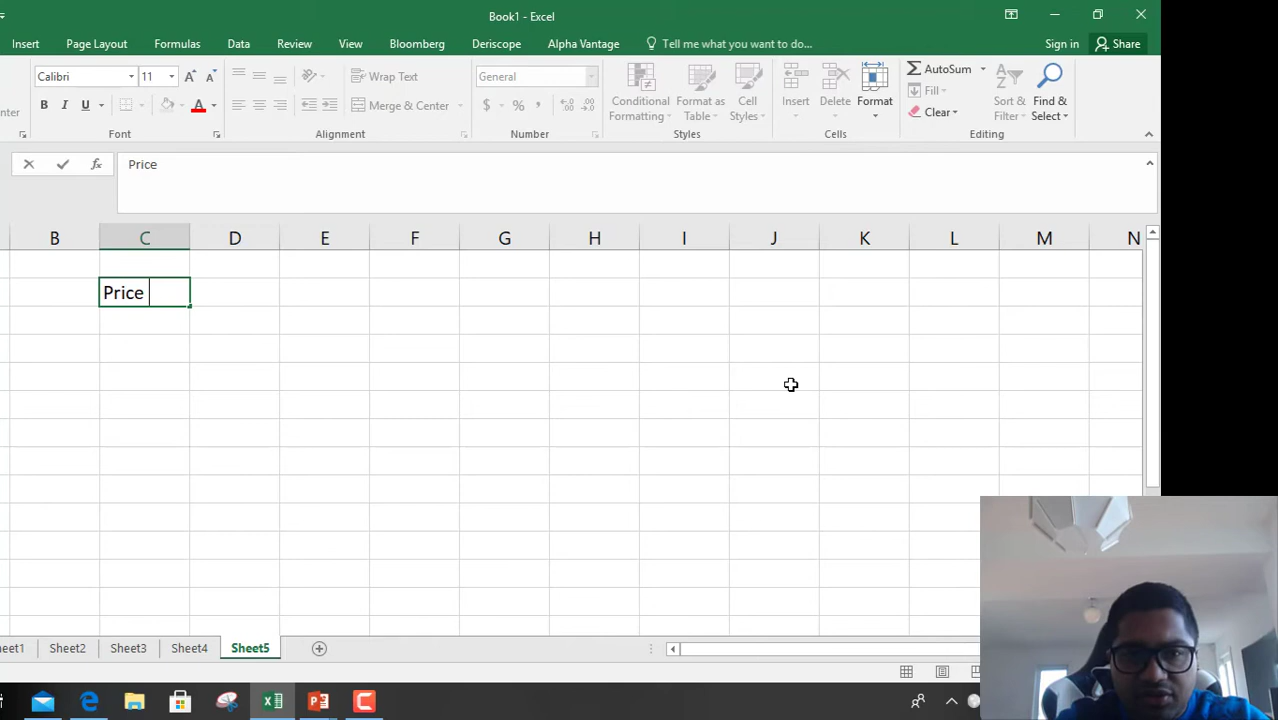 Book1 - Excel
Insert Page Layout Formulas Data Review View Bloomberg Deriscope Alpha Vantage Tell me what you want to do... Sign in Share
Calibri 11 Wrap Text General AutoSum
Fill
B I U A Merge & Center $ % , Conditional Formatting Format as Table Cell Styles Insert Delete Format Clear Sort & Filter Find & Select
Font Alignment Number Styles Cells Editing
fx Price
B C D E F G H I J K L M N
Price
Sheet2 Sheet3 Sheet4 Sheet5